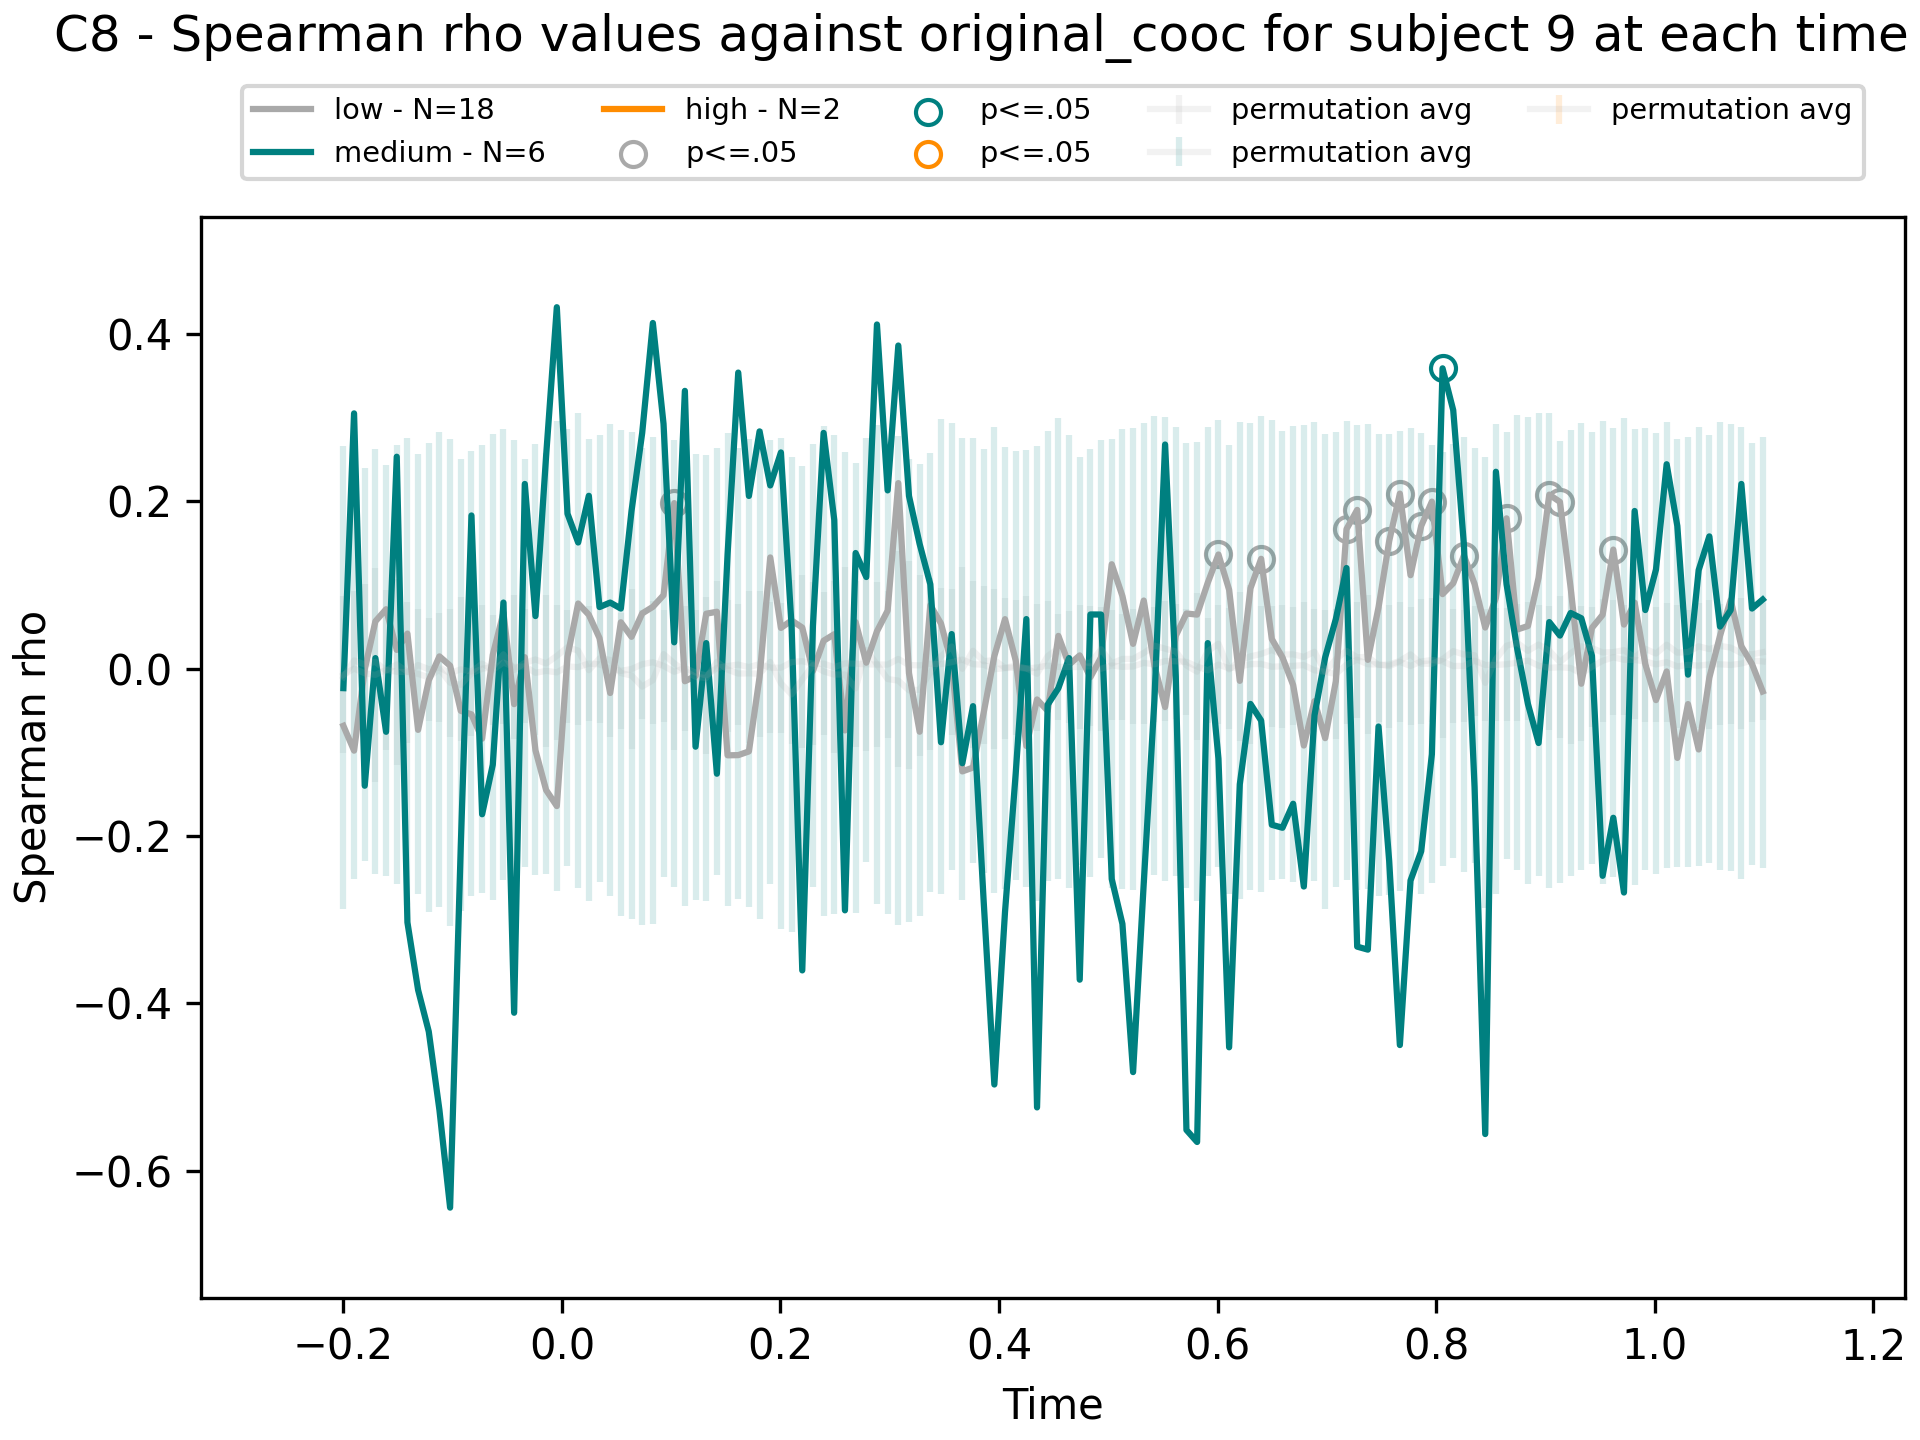 C8 - Spearman rho values against original_cooc for subject 9 at each time
low - N=18
medium - N=6
high - N=2
p<=.05
p<=.05
p<=.05
permutation avg
permutation avg
permutation avg
Spearman rho
0.4
0.2
0.0
−0.2
−0.4
−0.6
−0.2
0.0
0.2
0.4
0.6
0.8
1.0
1.2
Time